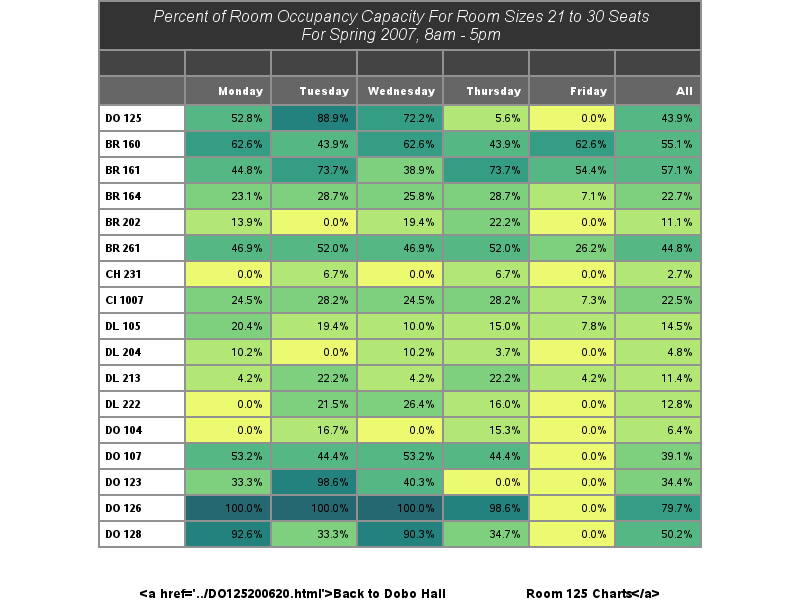 Percent of Room Occupancy Capacity For Room Sizes 21 to 30 Seats
For Spring 2007, 8am - 5pm
Monday Tuesday Wednesday Thursday Friday All
DO 125 52.8% 88.9% 72.2% 5.6% 0.0% 43.9%
BR 160 62.6% 43.9% 62.6% 43.9% 62.6% 55.1%
BR 161 44.8% 73.7% 38.9% 73.7% 54.4% 57.1%
BR 164 23.1% 28.7% 25.8% 28.7% 7.1% 22.7%
BR 202 13.9% 0.0% 19.4% 22.2% 0.0% 11.1%
BR 261 46.9% 52.0% 46.9% 52.0% 26.2% 44.8%
CH 231 0.0% 6.7% 0.0% 6.7% 0.0% 2.7%
CI 1007 24.5% 28.2% 24.5% 28.2% 7.3% 22.5%
DL 105 20.4% 19.4% 10.0% 15.0% 7.8% 14.5%
DL 204 10.2% 0.0% 10.2% 3.7% 0.0% 4.8%
DL 213 4.2% 22.2% 4.2% 22.2% 4.2% 11.4%
DL 222 0.0% 21.5% 26.4% 16.0% 0.0% 12.8%
DO 104 0.0% 16.7% 0.0% 15.3% 0.0% 6.4%
DO 107 53.2% 44.4% 53.2% 44.4% 0.0% 39.1%
DO 123 33.3% 98.6% 40.3% 0.0% 0.0% 34.4%
DO 126 100.0% 100.0% 100.0% 98.6% 0.0% 79.7%
DO 128 92.6% 33.3% 90.3% 34.7% 0.0% 50.2%
<a href='../DO125200620.html'>Back to Dobo Hall Room 125 Charts</a>